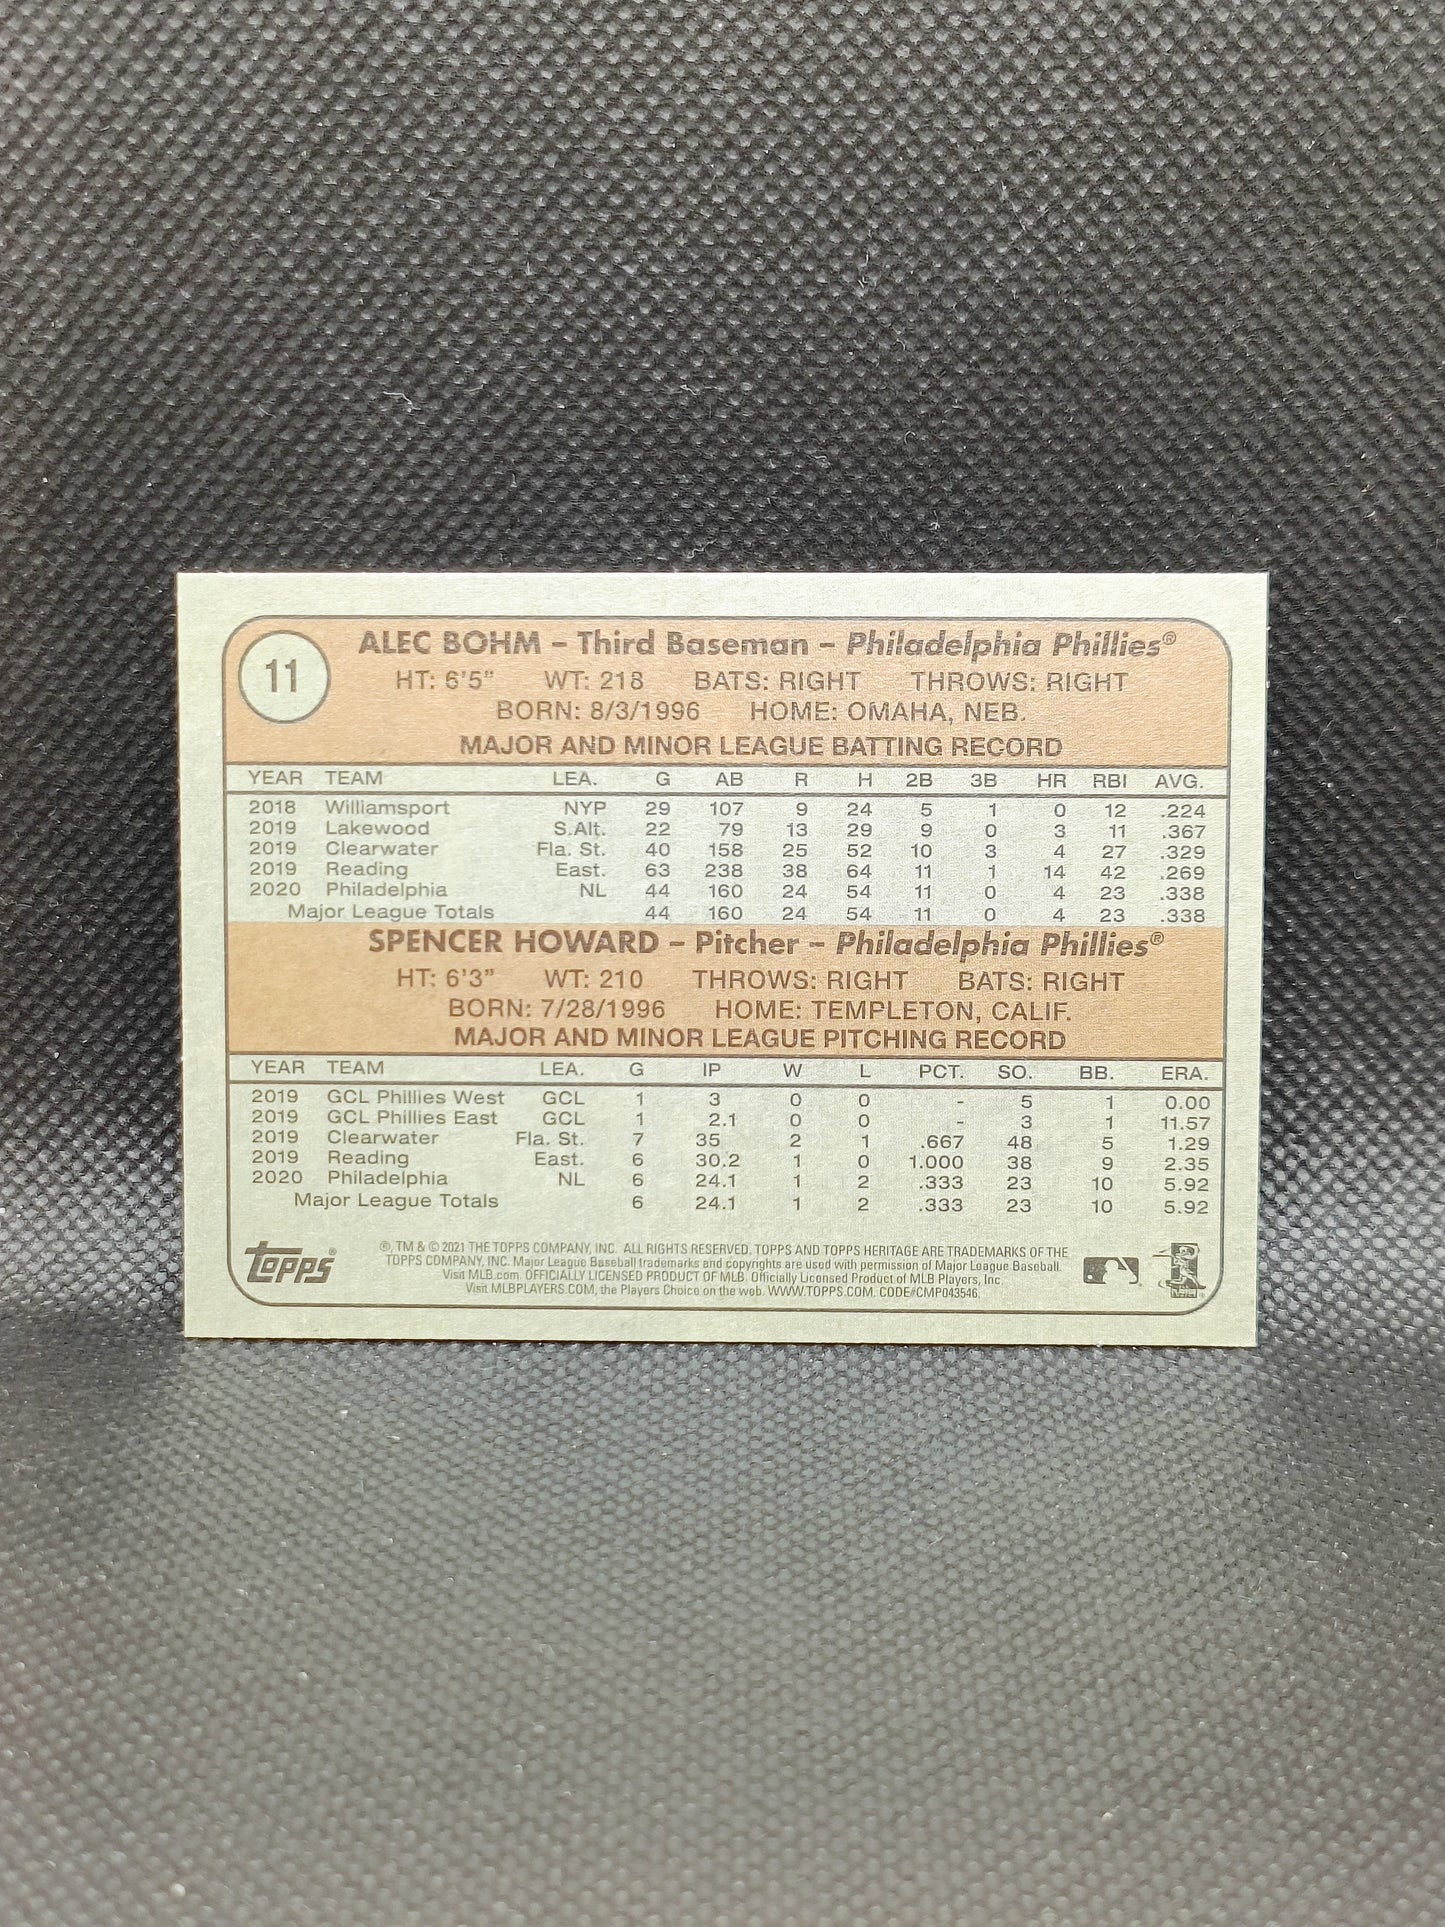 11
ALEC BOHM – Third Baseman – Philadelphia Phillies®
HT: 6'5" WT: 218 BATS: RIGHT THROWS: RIGHT
BORN: 8/3/1996 HOME: OMAHA, NEB.
MAJOR AND MINOR LEAGUE BATTING RECORD
YEAR TEAM LEA. G AB R H 2B 3B HR RBI AVG.
2018 Williamsport NYP 29 107 9 24 5 1 0 12 .224
2019 Lakewood S.Alt. 22 79 13 29 9 0 3 11 .367
2019 Clearwater Fla. St. 40 158 25 52 10 3 4 27 .329
2019 Reading East. 63 238 38 64 11 1 14 42 .269
2020 Philadelphia NL 44 160 24 54 11 0 4 23 .338
Major League Totals 44 160 24 54 11 0 4 23 .338
SPENCER HOWARD – Pitcher – Philadelphia Phillies®
HT: 6'3" WT: 210 THROWS: RIGHT BATS: RIGHT
BORN: 7/28/1996 HOME: TEMPLETON, CALIF.
MAJOR AND MINOR LEAGUE PITCHING RECORD
YEAR TEAM LEA. G IP W L PCT. SO. BB. ERA.
2019 GCL Phillies West GCL 1 3 0 0 - 5 1 0.00
2019 GCL Phillies East GCL 1 2.1 0 0 - 3 1 11.57
2019 Clearwater Fla. St. 7 35 2 1 .667 48 5 1.29
2019 Reading East. 6 30.2 1 0 1.000 38 9 2.35
2020 Philadelphia NL 6 24.1 1 2 .333 23 10 5.92
Major League Totals 6 24.1 1 2 .333 23 10 5.92
topps®
®, TM & © 2021 THE TOPPS COMPANY, INC. ALL RIGHTS RESERVED. TOPPS AND TOPPS HERITAGE ARE TRADEMARKS OF THE
TOPPS COMPANY, INC. Major League Baseball trademarks and copyrights are used with permission of Major League Baseball.
Visit MLB.com. OFFICIALLY LICENSED PRODUCT OF MLB. Officially Licensed Product of MLB Players, Inc.
Visit MLBPLAYERS.COM, the Players Choice on the web. WWW.TOPPS.COM. CODE#CMP043546.